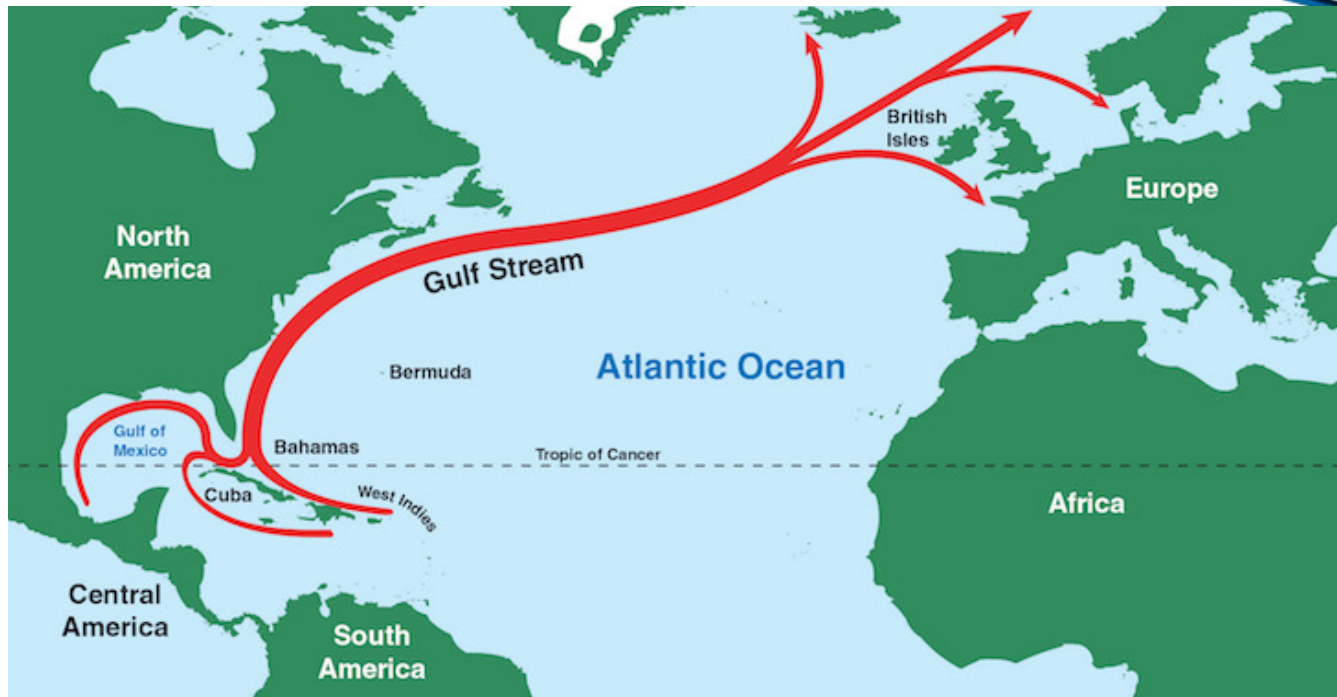 British
Isles
Europe
North
America
Gulf Stream
Atlantic Ocean
Bermuda
Gulf of
Mexico
Bahamas
Tropic of Cancer
Cuba
West Indies
Africa
Central
America
South
America